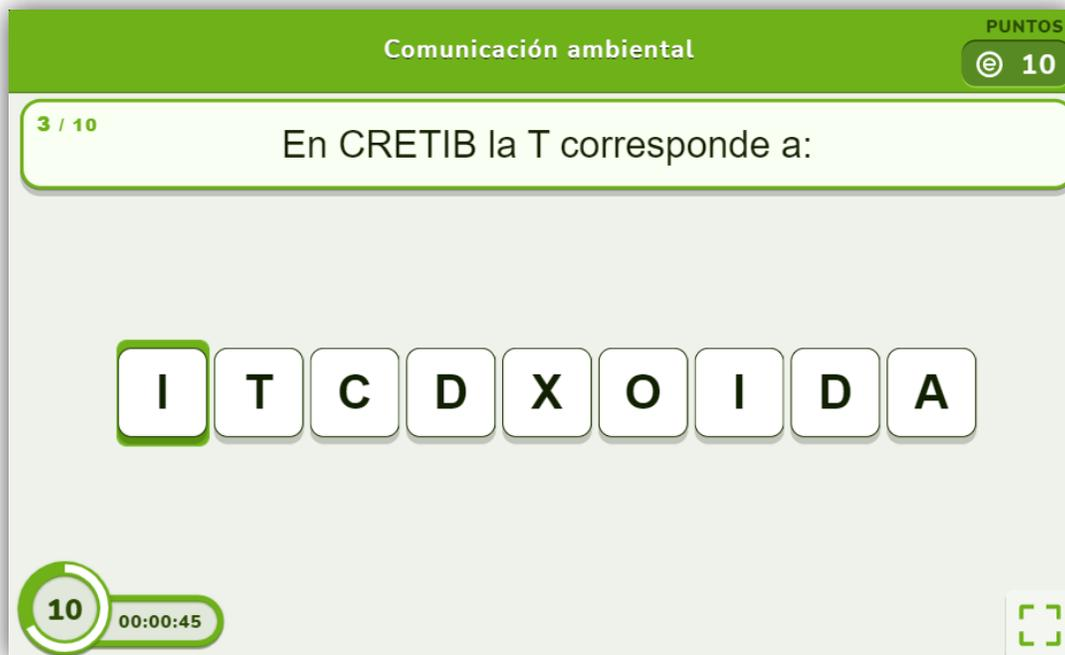 Comunicación ambiental
PUNTOS
10
3 / 10
En CRETIB la T corresponde a:
I T C D X O I D A
10
00:00:45